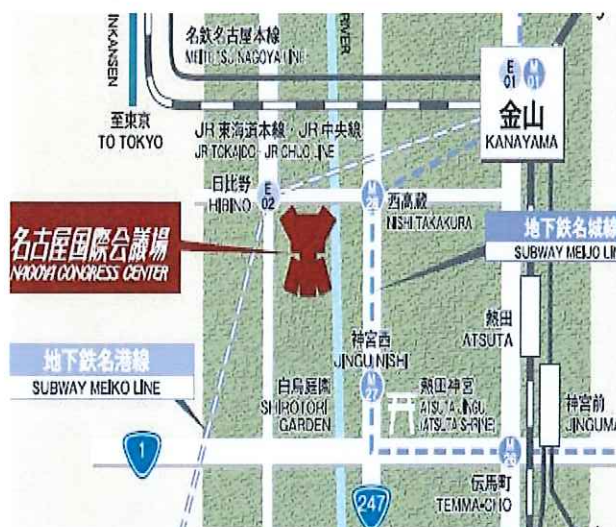 INKANSEN
RIVER
名鉄名古屋本線
MEITETSU NAGOYA LINE
至東京
TO TOKYO
E
01
M
01
金山
KANAYAMA
JR東海道本線・JR中央線
JR TOKAIDO・JR CHUO LINE
日比野
HIBINO
E
02
M
28
西高蔵
NISHI TAKAKURA
名古屋国際会議場
NAGOYA CONGRESS CENTER
地下鉄名城線
SUBWAY MEIJO LIN
熱田
ATSUTA
神宮西
JINGU NISHI
地下鉄名港線
SUBWAY MEIKO LINE
白鳥庭園
SHIROTORI
GARDEN
M
27
熱田神宮
ATSUTA JINGU
(ATSUTA SHRINE)
神宮前
JINGUMA
1
M
26
伝馬町
TEMMA-CHO
247